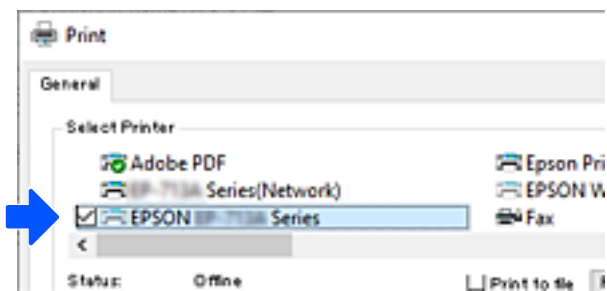 Print
General
Select Printer
Adobe PDF
Epson Pri
Series(Network)
EPSON W
EPSON Series
Fax
Status: Offline
Print to file